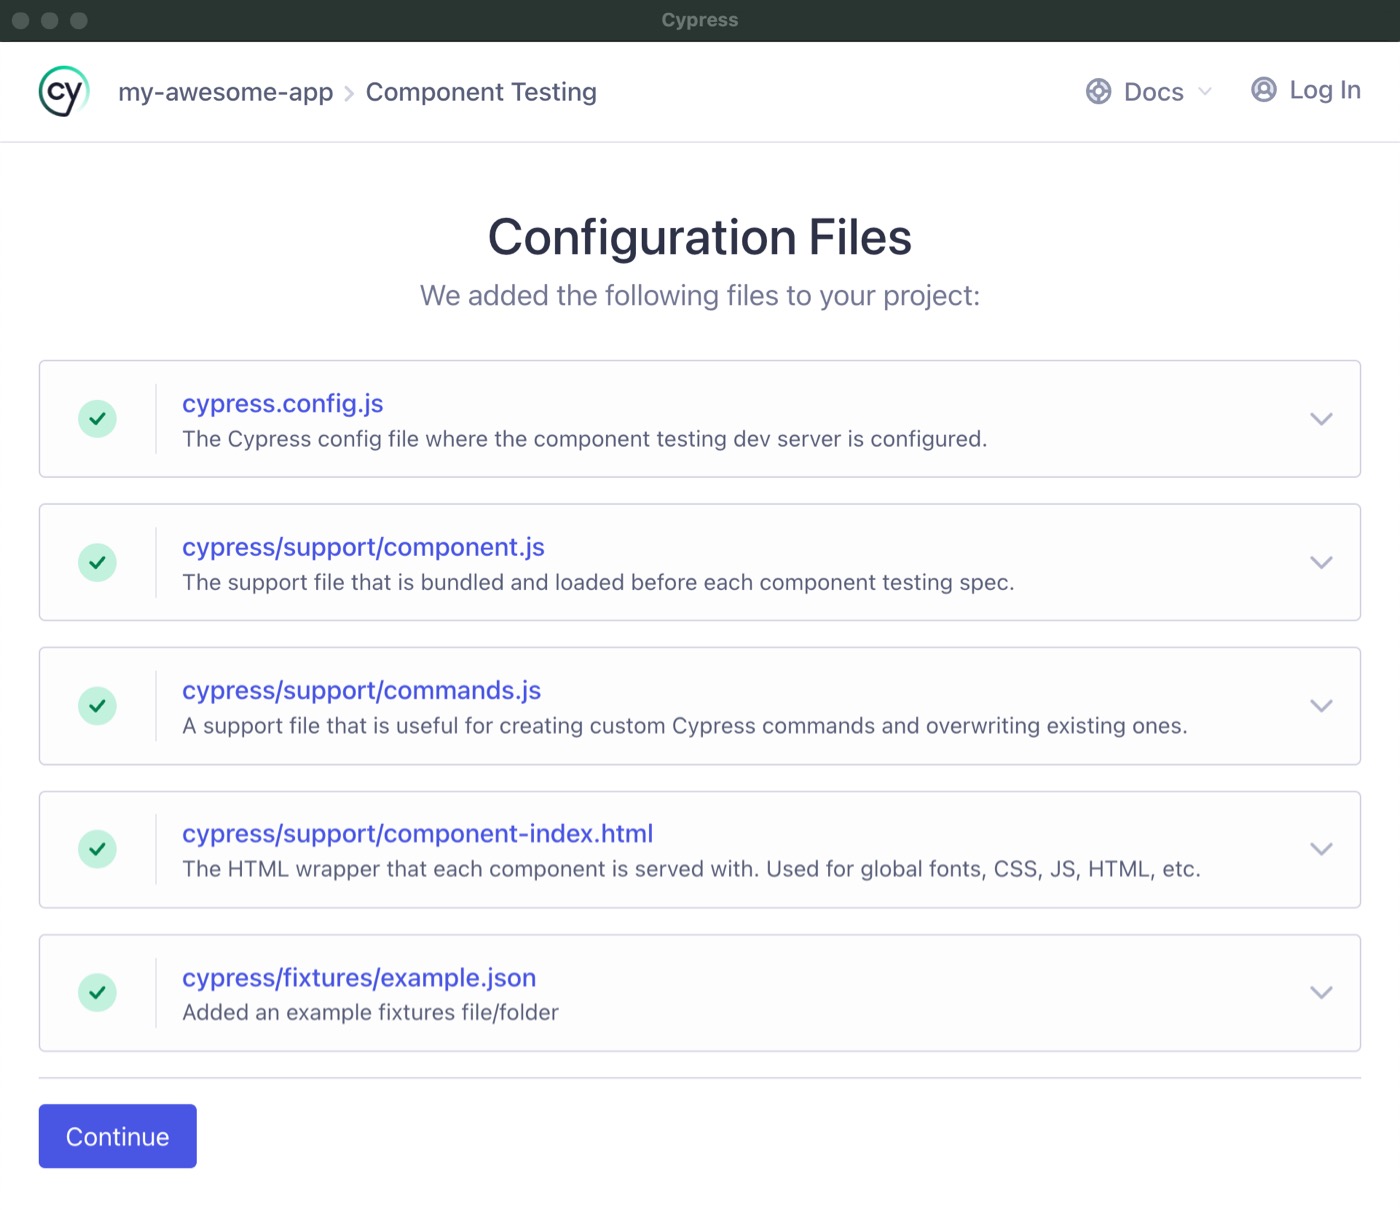 Cypress
cy
my-awesome-app > Component Testing
Docs
Log In
Configuration Files
We added the following files to your project:
cypress.config.js
The Cypress config file where the component testing dev server is configured.
cypress/support/component.js
The support file that is bundled and loaded before each component testing spec.
cypress/support/commands.js
A support file that is useful for creating custom Cypress commands and overwriting existing ones.
cypress/support/component-index.html
The HTML wrapper that each component is served with. Used for global fonts, CSS, JS, HTML, etc.
cypress/fixtures/example.json
Added an example fixtures file/folder
Continue